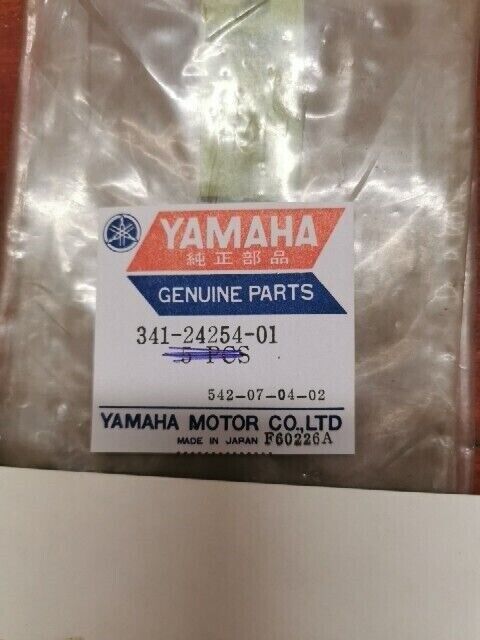 YAMAHA
純正部品
GENUINE PARTS
341-24254-01
5 PCS
542-07-04-02
YAMAHA MOTOR CO.,LTD
MADE IN JAPAN F60226A